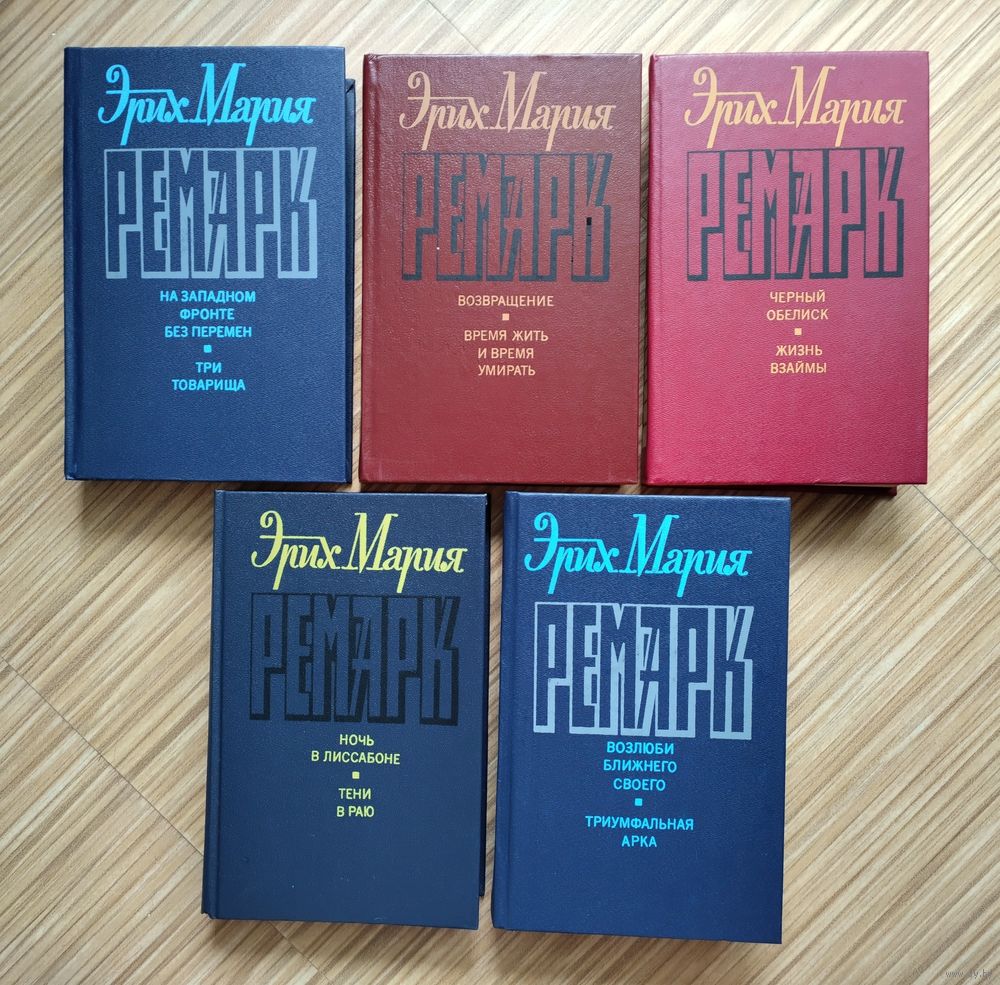 Эрих Мария
РЕМАРК
НА ЗАПАДНОМ
ФРОНТЕ
БЕЗ ПЕРЕМЕН
ТРИ
ТОВАРИЩА
Эрих Мария
РЕМАРК
ВОЗВРАЩЕНИЕ
ВРЕМЯ ЖИТЬ
И ВРЕМЯ
УМИРАТЬ
Эрих Мария
РЕМАРК
ЧЕРНЫЙ
ОБЕЛИСК
ЖИЗНЬ
ВЗАЙМЫ
Эрих Мария
РЕМАРК
НОЧЬ
В ЛИССАБОНЕ
ТЕНИ
В РАЮ
Эрих Мария
РЕМАРК
ВОЗЛЮБИ
БЛИЖНЕГО
СВОЕГО
ТРИУМФАЛЬНАЯ
АРКА